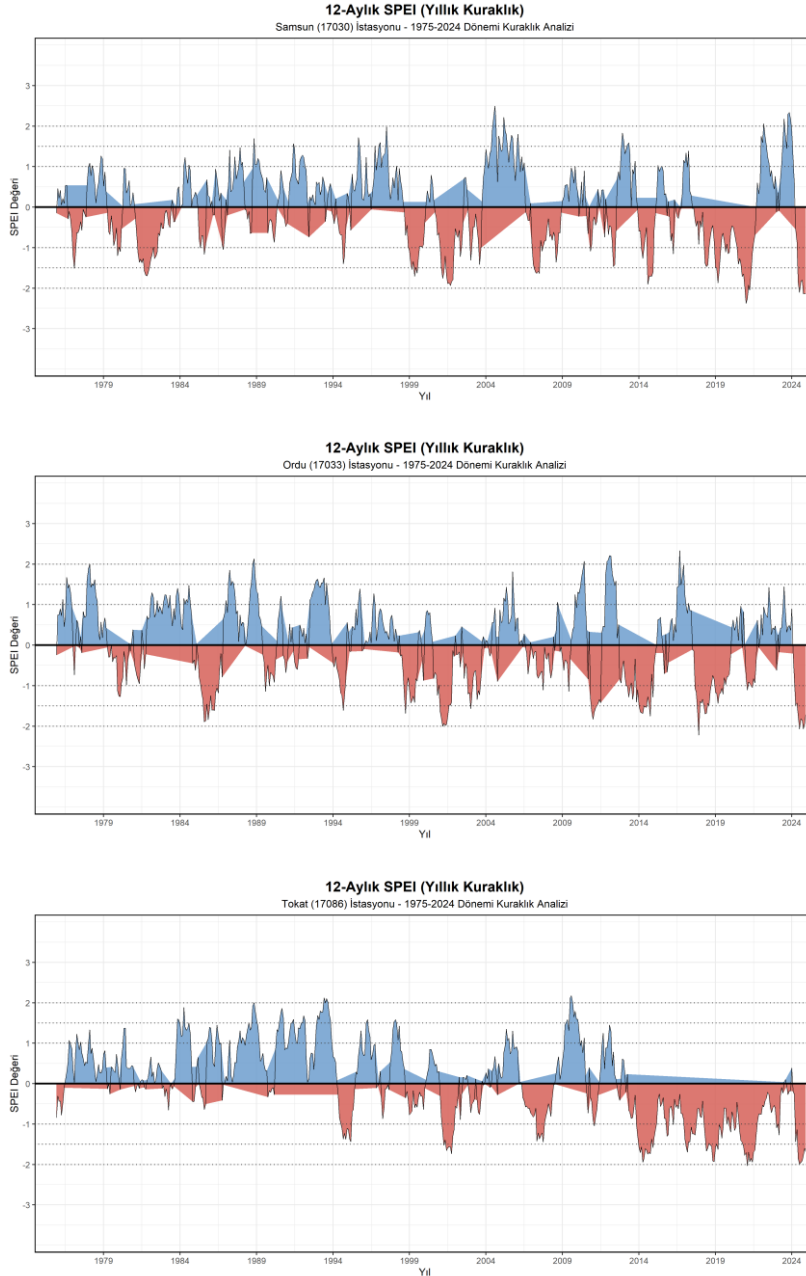 12-Aylık SPEI (Yıllık Kuraklık)
Samsun (17030) İstasyonu - 1975-2024 Dönemi Kuraklık Analizi
3
2
1
0
-1
-2
-3
SPEI Değeri
1979 1984 1989 1994 1999 2004 2009 2014 2019 2024
Yıl
12-Aylık SPEI (Yıllık Kuraklık)
Ordu (17033) İstasyonu - 1975-2024 Dönemi Kuraklık Analizi
3
2
1
0
-1
-2
-3
SPEI Değeri
1979 1984 1989 1994 1999 2004 2009 2014 2019 2024
Yıl
12-Aylık SPEI (Yıllık Kuraklık)
Tokat (17086) İstasyonu - 1975-2024 Dönemi Kuraklık Analizi
3
2
1
0
-1
-2
-3
SPEI Değeri
1979 1984 1989 1994 1999 2004 2009 2014 2019 2024
Yıl